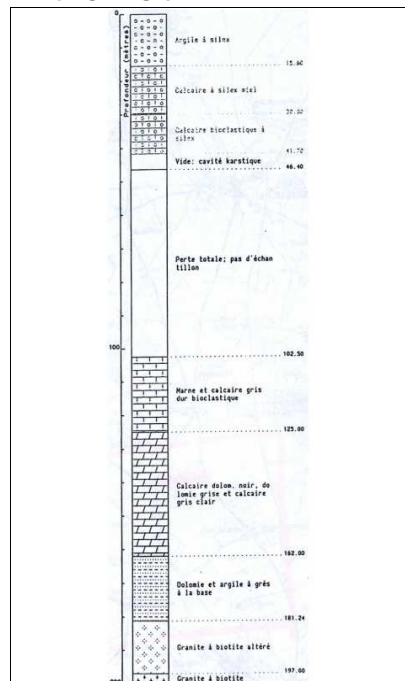 0
Profondeur (mètres)
Argile à silex
15.60
Calcaire à silex miel
Calcaire bioclastique à
silex
41.70
Vide: cavité karstique
46.40
Perte totale; pas d'échan
tillon
100
102.50
Marne et calcaire gris
dur bioclastique
125.00
Calcaire dolom. noir, do
lomie grise et calcaire
gris clair
162.00
Dolomie et argile à grès
à la base
181.24
Granite à biotite altéré
197.00
Granite à biotite